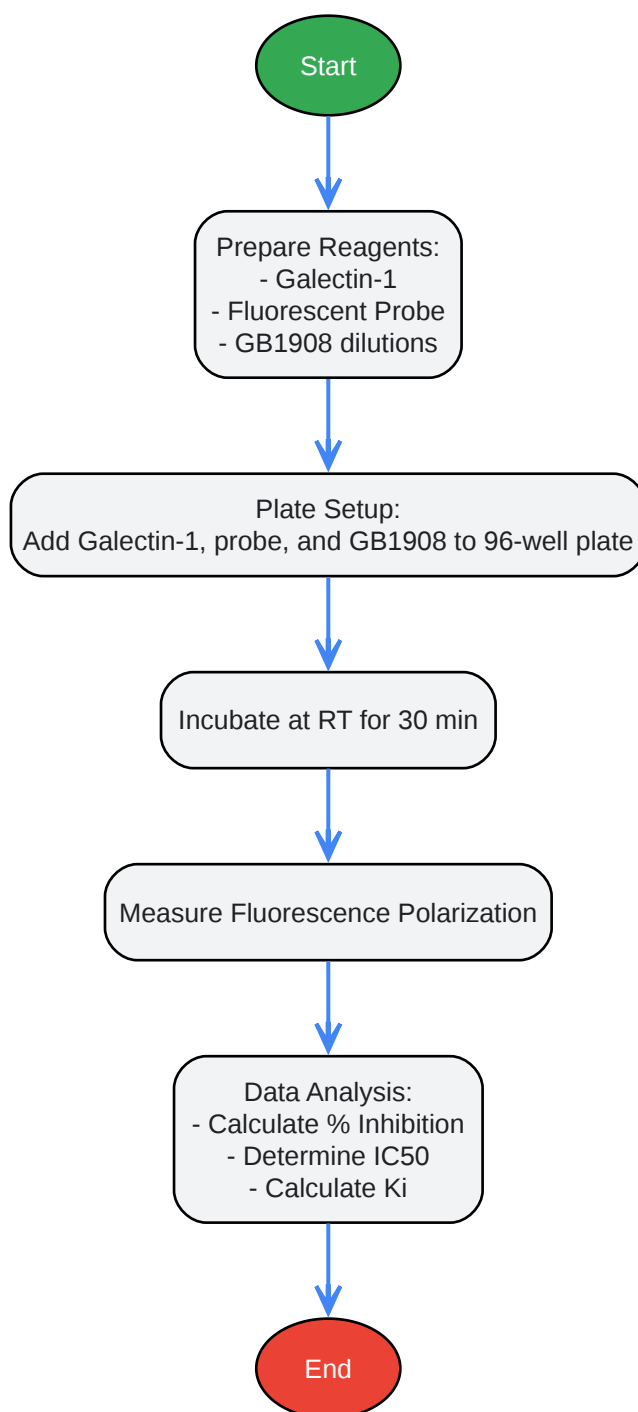 Start
Prepare Reagents:
- Galectin-1
- Fluorescent Probe
- GB1908 dilutions
Plate Setup:
Add Galectin-1, probe, and GB1908 to 96-well plate
Incubate at RT for 30 min
Measure Fluorescence Polarization
Data Analysis:
- Calculate % Inhibition
- Determine IC50
- Calculate Ki
End